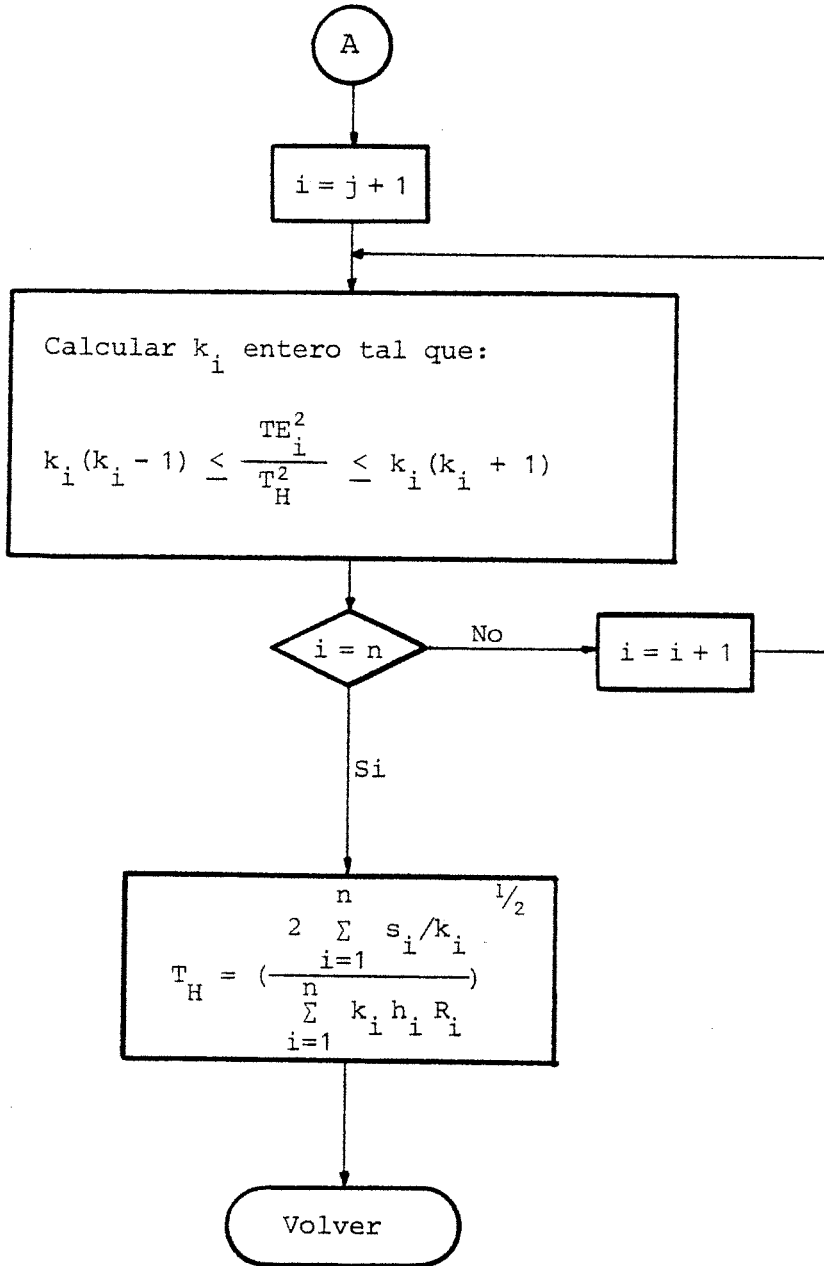 A
i = j + 1
Calcular k_i entero tal que:
k_i(k_i - 1) ≤ TE_i^2 / T_H^2 ≤ k_i(k_i + 1)
i = n
No
i = i + 1
Si
T_H = ( 2 Σ_{i=1}^{n} s_i/k_i / Σ_{i=1}^{n} k_i h_i R_i )^{1/2}
Volver